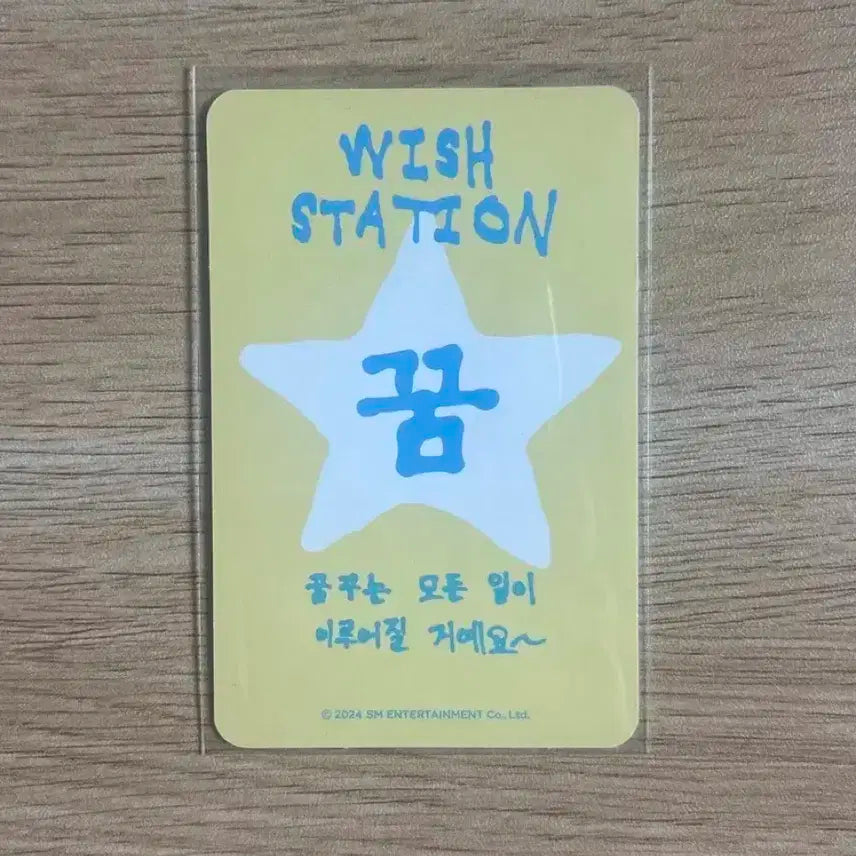 WISH
STATION
꿈
꿈꾸는 모든 일이
이루어질 거예요~
© 2024 SM ENTERTAINMENT Co., Ltd.